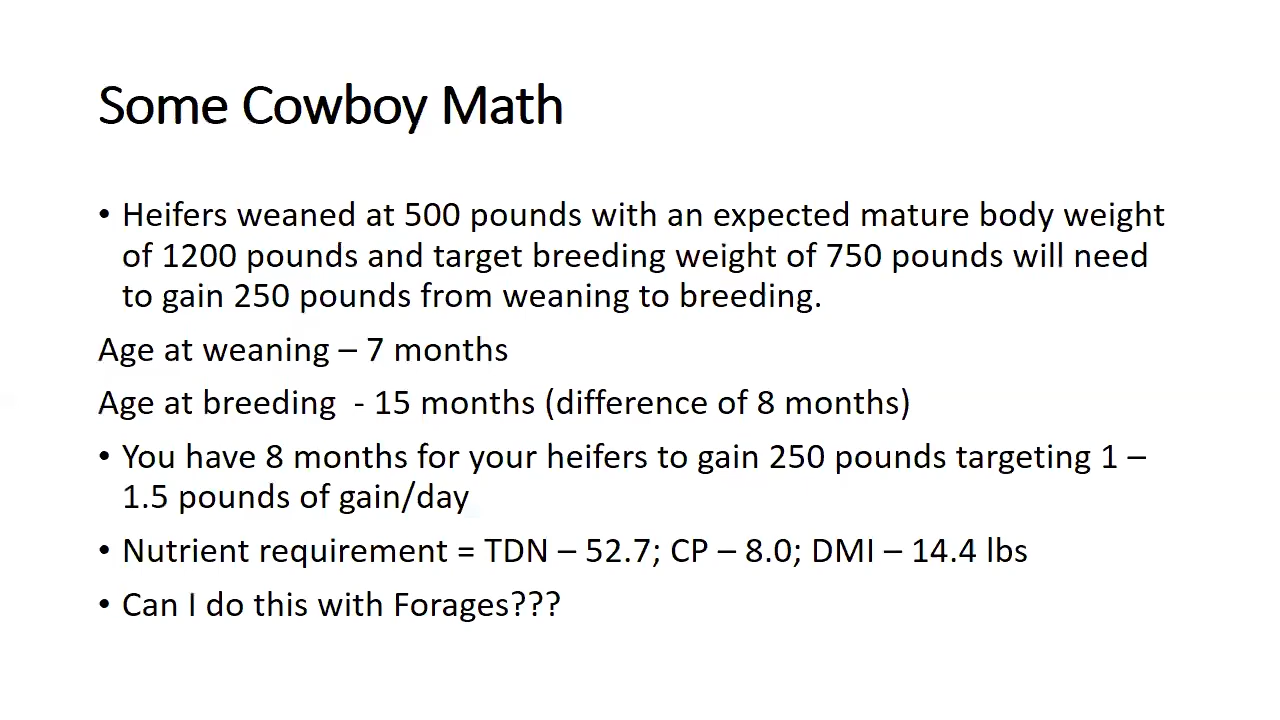 Some Cowboy Math
• Heifers weaned at 500 pounds with an expected mature body weight
of 1200 pounds and target breeding weight of 750 pounds will need
to gain 250 pounds from weaning to breeding.
Age at weaning – 7 months
Age at breeding  - 15 months (difference of 8 months)
• You have 8 months for your heifers to gain 250 pounds targeting 1 –
1.5 pounds of gain/day
• Nutrient requirement = TDN – 52.7; CP – 8.0; DMI – 14.4 lbs
• Can I do this with Forages???